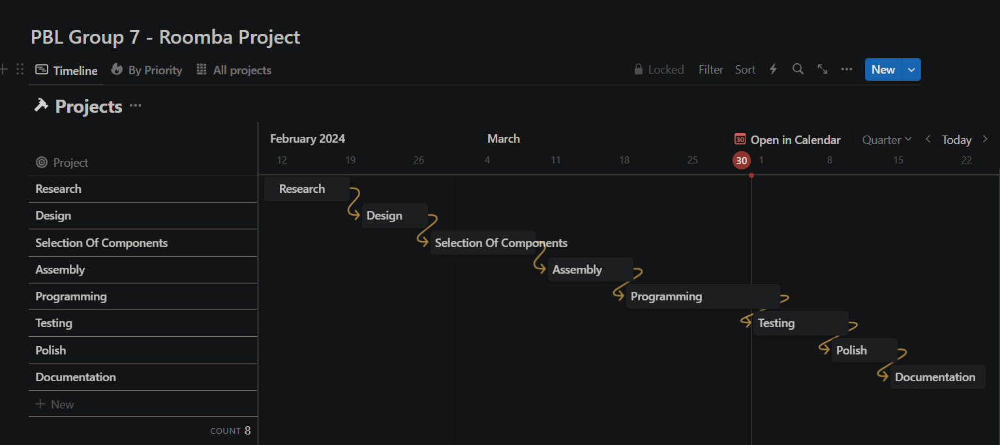 PBL Group 7 - Roomba Project
Timeline By Priority All projects Locked Filter Sort New
Projects
February 2024 March 30 Open in Calendar Quarter Today
Project 12 19 26 4 11 18 25 30 1 8 15 22
Research Research
Design Design
Selection Of Components Selection Of Components
Assembly Assembly
Programming Programming
Testing Testing
Polish Polish
Documentation Documentation
New
COUNT 8